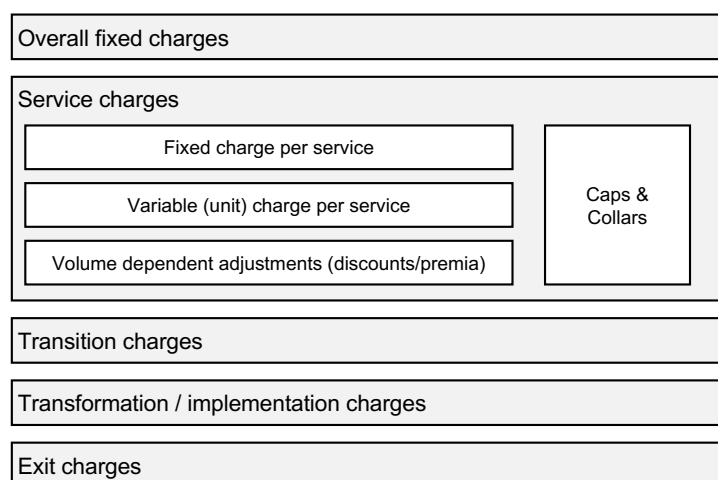 Overall fixed charges
Service charges
Fixed charge per service
Variable (unit) charge per service
Volume dependent adjustments (discounts/premia)
Caps &
Collars
Transition charges
Transformation / implementation charges
Exit charges